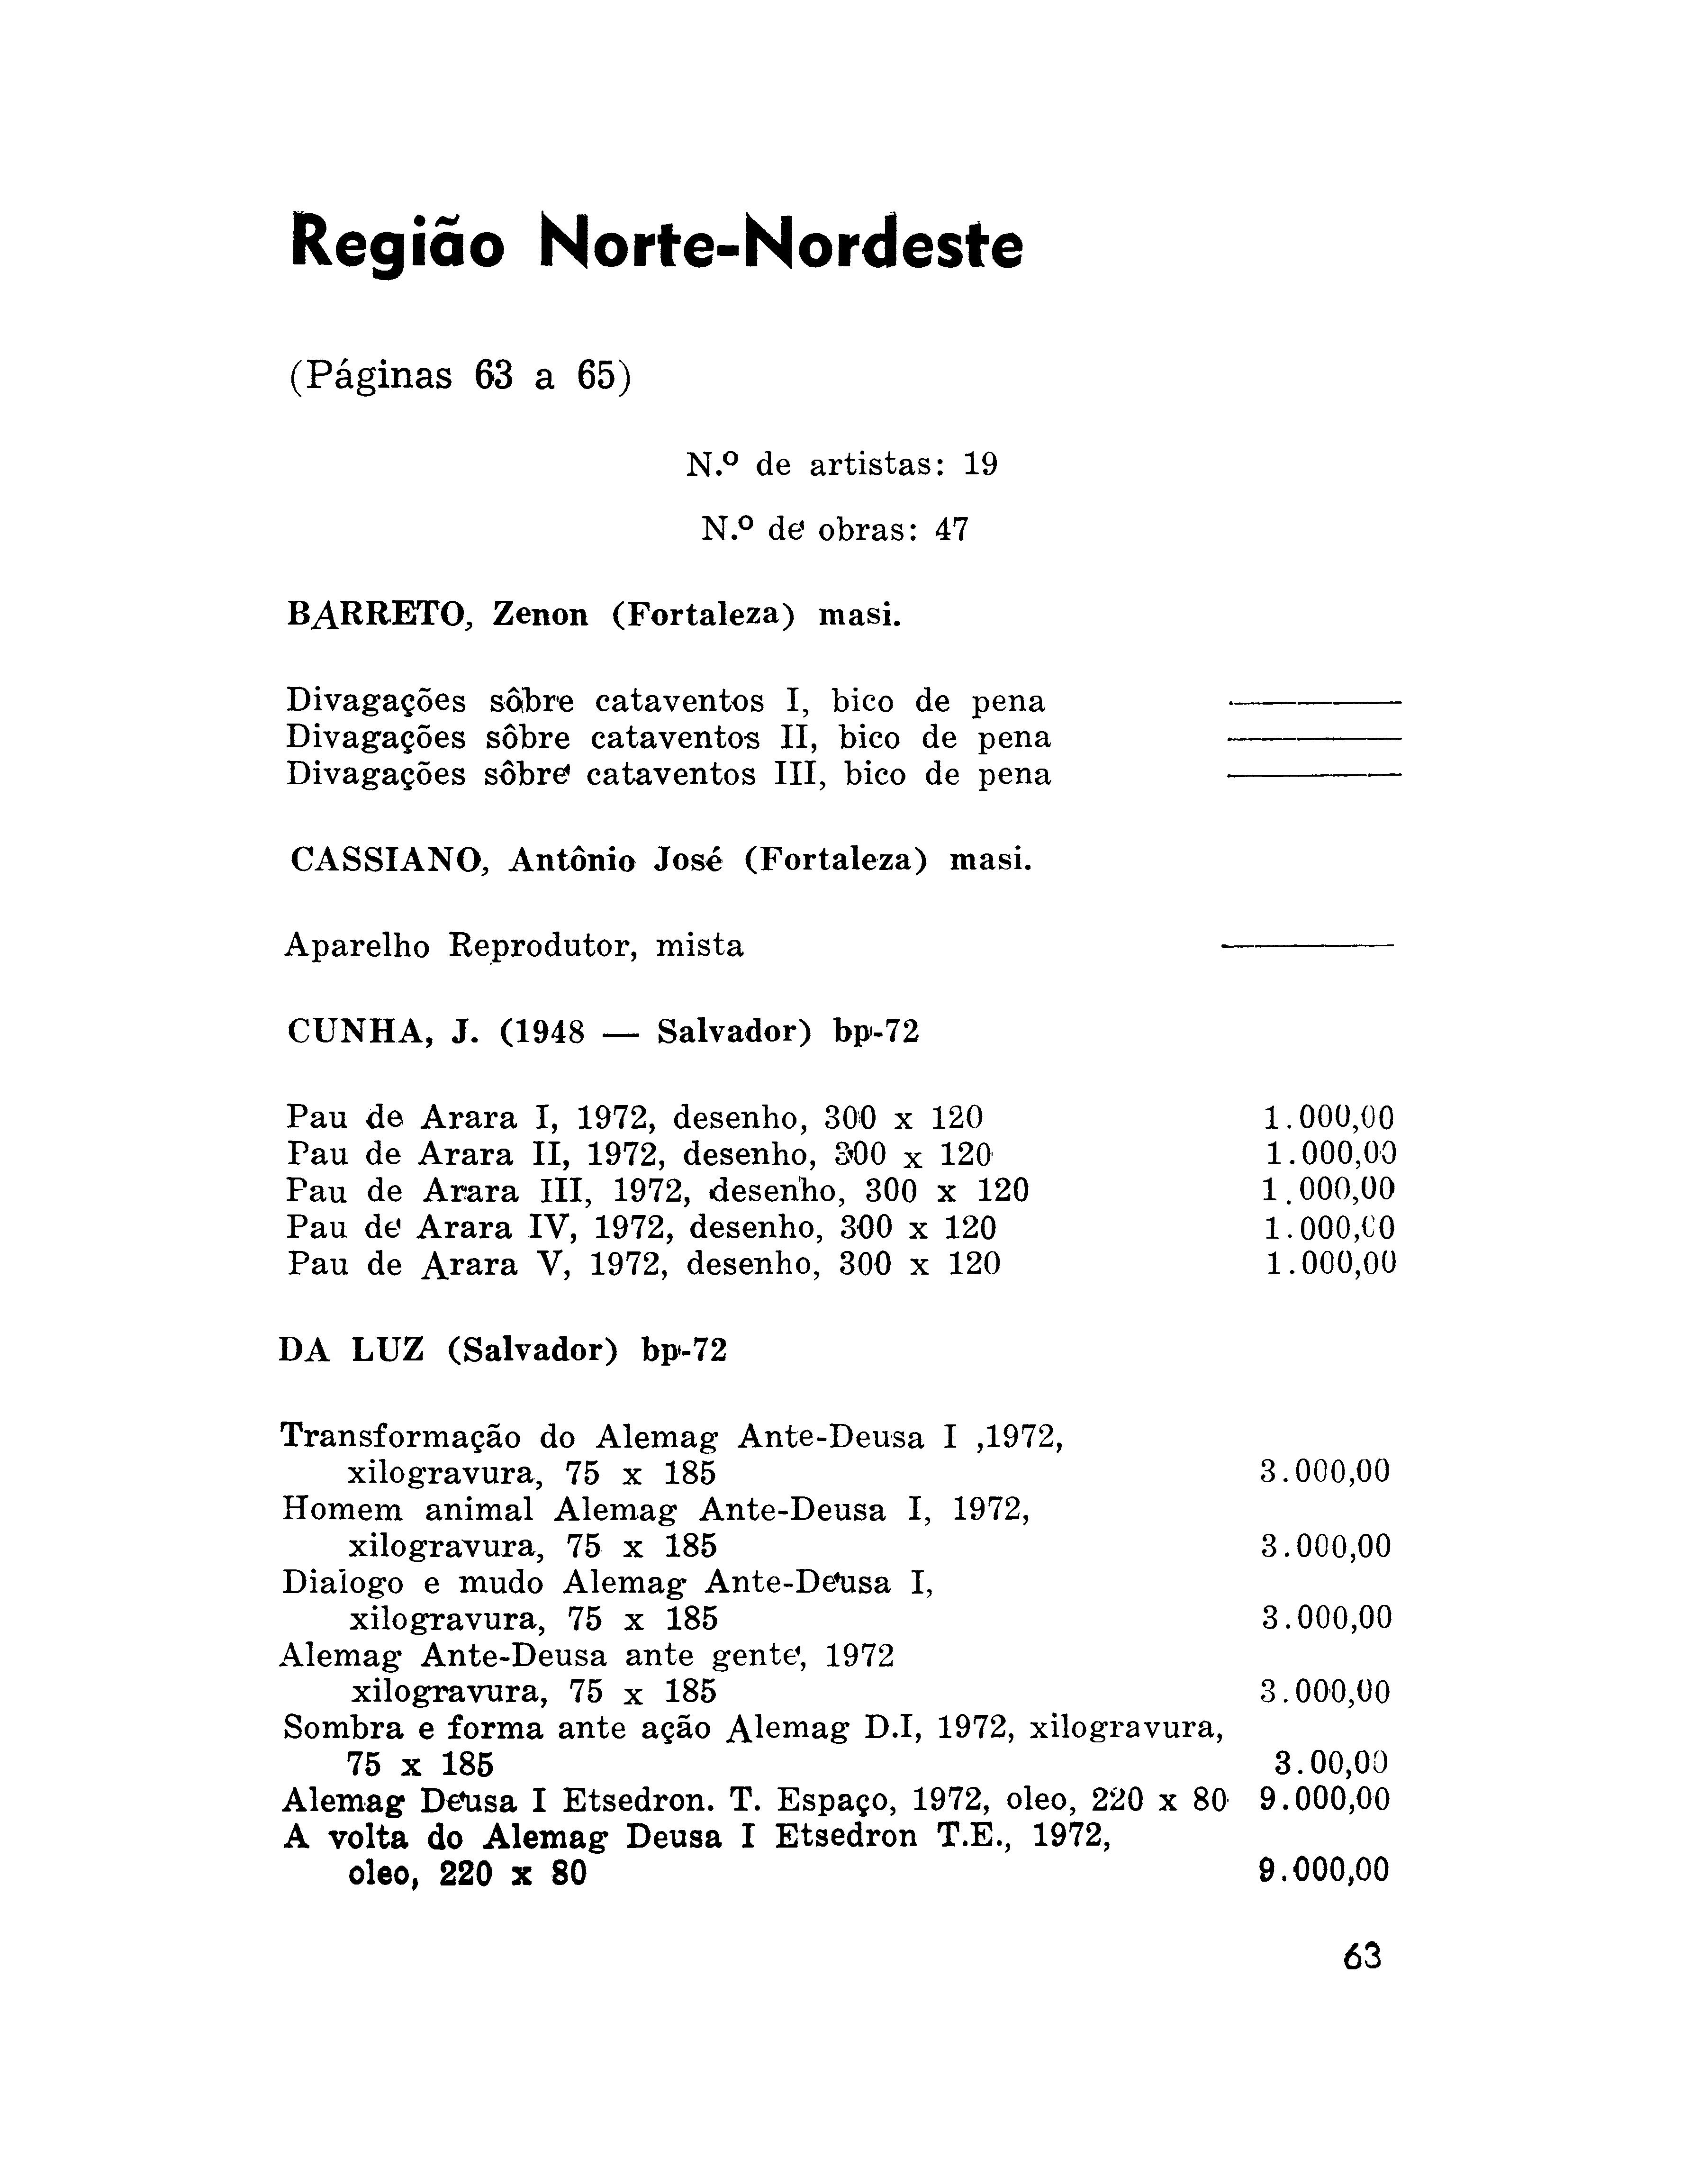 Região Norte-Nordeste
(Páginas 63 a 65)
N.º de artistas: 19
N.º de obras: 47
BARRETO, Zenon (Fortaleza) masi.
Divagações sôbre cataventos I, bico de pena ————
Divagações sôbre cataventos II, bico de pena ————
Divagações sôbre cataventos III, bico de pena ————
CASSIANO, Antônio José (Fortaleza) masi.
Aparelho Reprodutor, mista ————
CUNHA, J. (1948 — Salvador) bp-72
Pau de Arara I, 1972, desenho, 300 x 120 1.000,00
Pau de Arara II, 1972, desenho, 300 x 120 1.000,00
Pau de Arara III, 1972, desenho, 300 x 120 1.000,00
Pau de Arara IV, 1972, desenho, 300 x 120 1.000,00
Pau de Arara V, 1972, desenho, 300 x 120 1.000,00
DA LUZ (Salvador) bp-72
Transformação do Alemag Ante-Deusa I ,1972,
xilogravura, 75 x 185 3.000,00
Homem animal Alemag Ante-Deusa I, 1972,
xilogravura, 75 x 185 3.000,00
Dialogo e mudo Alemag Ante-Deusa I,
xilogravura, 75 x 185 3.000,00
Alemag Ante-Deusa ante gente, 1972
xilogravura, 75 x 185 3.000,00
Sombra e forma ante ação Alemag D.I, 1972, xilogravura,
75 x 185 3.00,00
Alemag Deusa I Etsedron. T. Espaço, 1972, oleo, 220 x 80 9.000,00
A volta do Alemag Deusa I Etsedron T.E., 1972,
oleo, 220 x 80 9.000,00
63